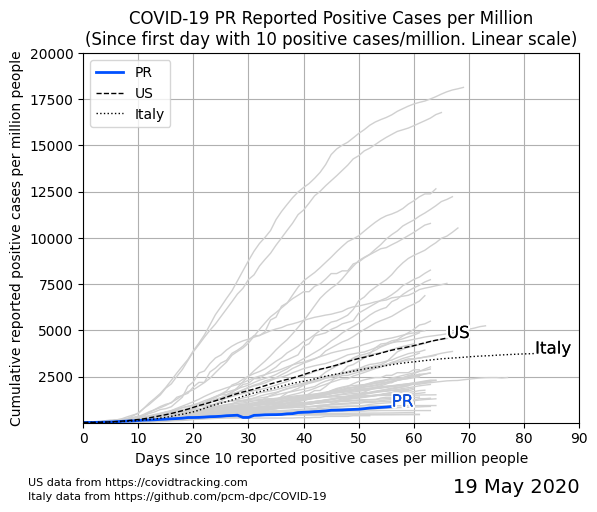 COVID-19 PR Reported Positive Cases per Million
(Since first day with 10 positive cases/million. Linear scale)
Cumulative reported positive cases per million people
20000
17500
15000
12500
10000
7500
5000
2500
PR
US
Italy
US
Italy
PR
0 10 20 30 40 50 60 70 80 90
Days since 10 reported positive cases per million people
US data from https://covidtracking.com
Italy data from https://github.com/pcm-dpc/COVID-19
19 May 2020